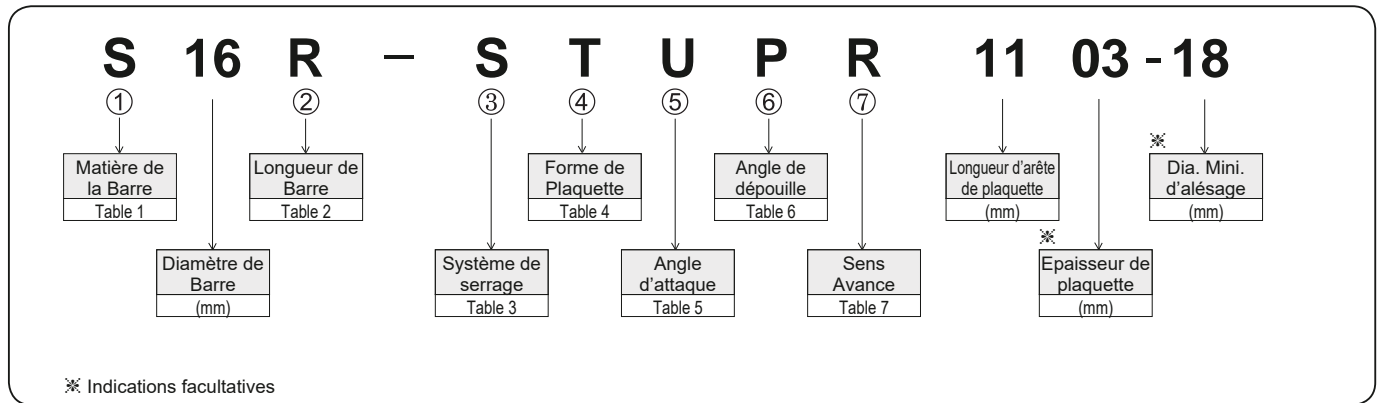 S 16 R – S T U P R 11 03 - 18
① ② ③ ④ ⑤ ⑥ ⑦
※
Matière de
la Barre
Table 1
Longueur de
Barre
Table 2
Forme de
Plaquette
Table 4
Angle de
dépouille
Table 6
Longueur d’arête
de plaquette
(mm)
Dia. Mini.
d’alésage
(mm)
※
Diamètre de
Barre
(mm)
Système de
serrage
Table 3
Angle
d’attaque
Table 5
Sens
Avance
Table 7
Epaisseur de
plaquette
(mm)
※ Indications facultatives